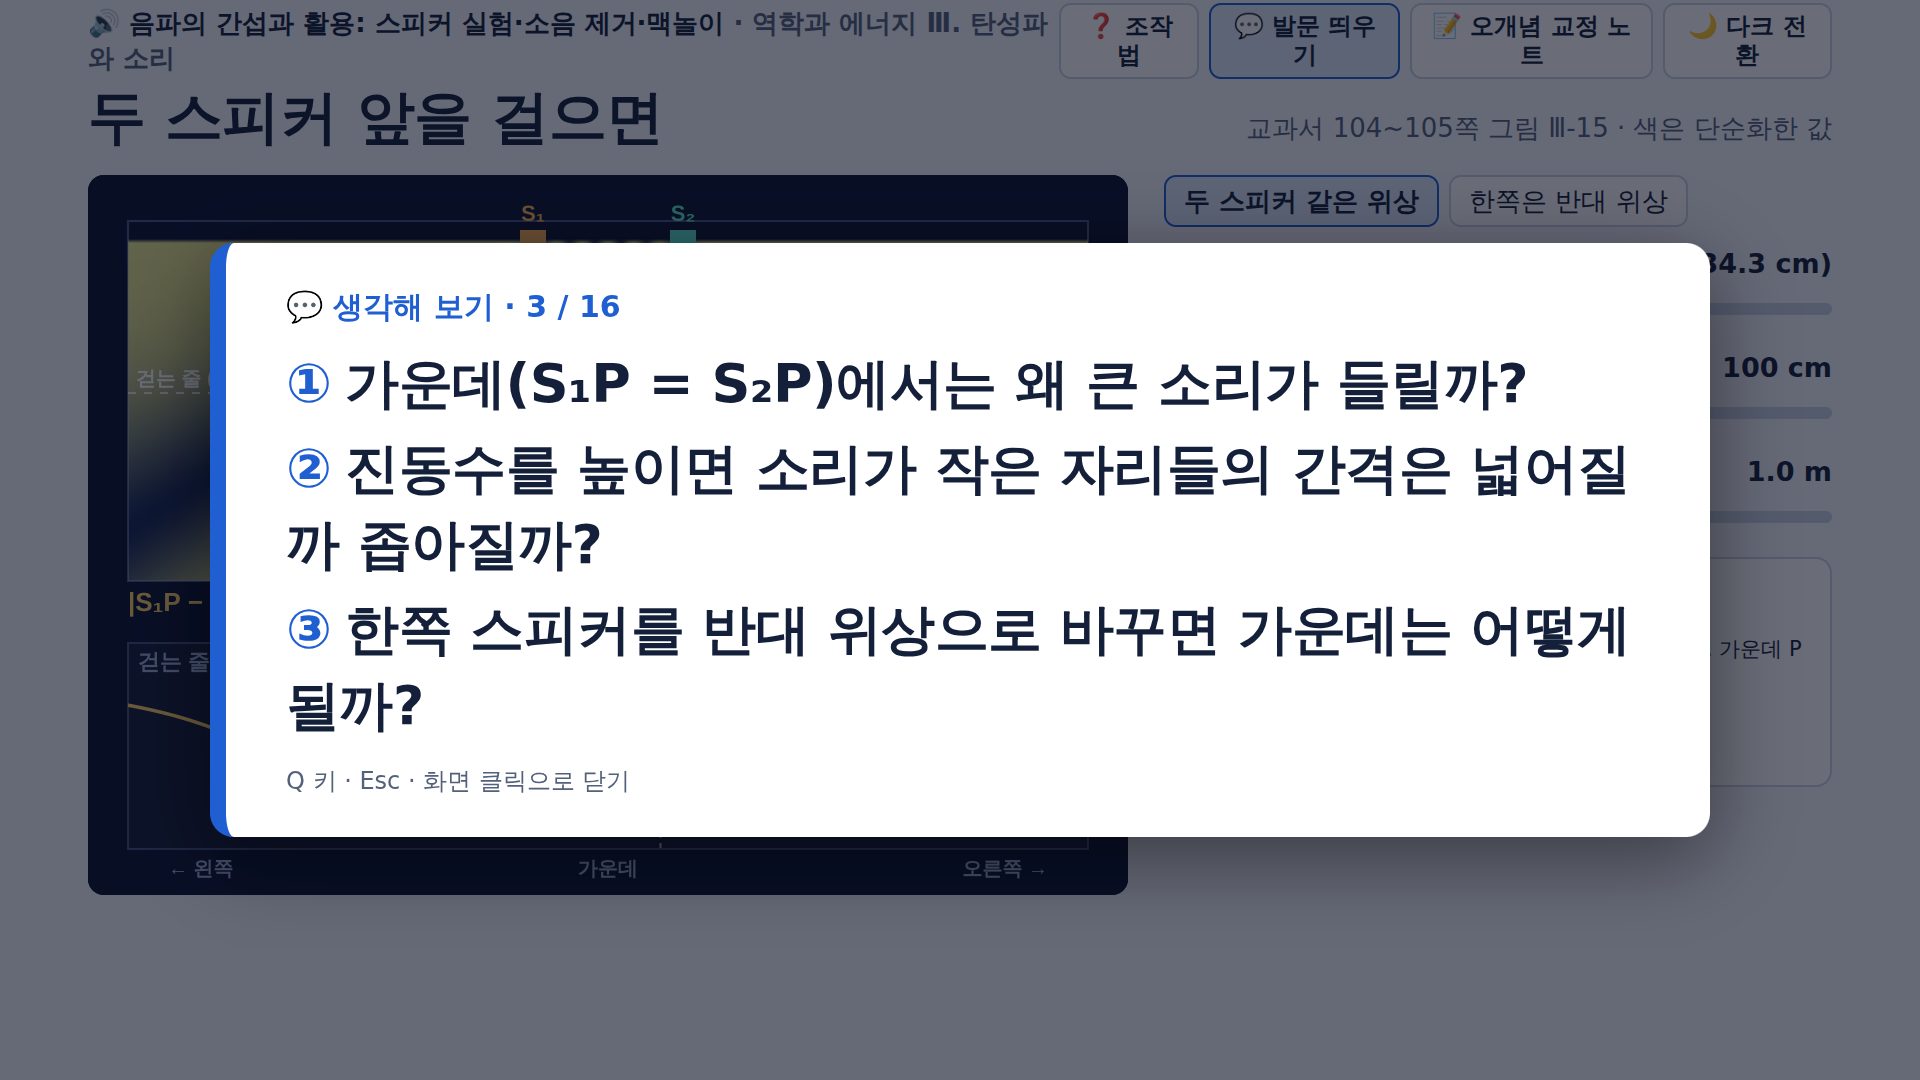 🔊 음파의 간섭과 활용: 스피커 실험·소음 제거·맥놀이 · 역학과 에너지 Ⅲ. 탄성파
와 소리
❓ 조작
법
💬 발문 띄우
기
📝 오개념 교정 노
트
🌙 다크 전
환
두 스피커 앞을 걸으면
교과서 104~105쪽 그림 Ⅲ-15 · 색은 단순화한 값
S₁
S₂
두 스피커 같은 위상
한쪽은 반대 위상
34.3 cm)
💬 생각해 보기 · 3 / 16
① 가운데(S₁P = S₂P)에서는 왜 큰 소리가 들릴까?
걷는 줄
100 cm
② 진동수를 높이면 소리가 작은 자리들의 간격은 넓어질
까 좁아질까?
1.0 m
|S₁P −
③ 한쪽 스피커를 반대 위상으로 바꾸면 가운데는 어떻게
될까?
걷는 줄
가운데 P
Q 키 · Esc · 화면 클릭으로 닫기
← 왼쪽
가운데
오른쪽 →